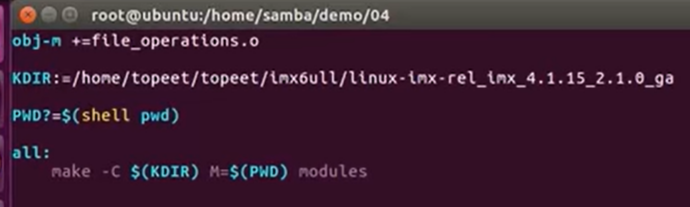 root@ubuntu:/home/samba/demo/04
obj-m +=file_operations.o
KDIR:=/home/topeet/topeet/imx6ull/linux-imx-rel_imx_4.1.15_2.1.0_ga
PWD?=$(shell pwd)
all:
    make -C $(KDIR) M=$(PWD) modules